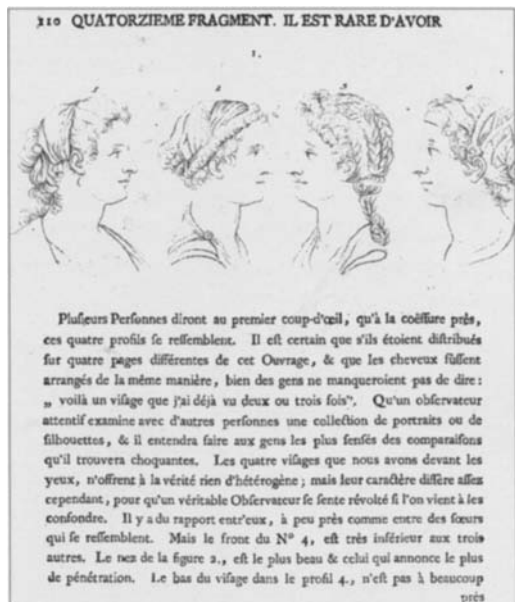 110 QUATORZIEME FRAGMENT. IL EST RARE D'AVOIR
1.
1 2 3 4
Pluſieurs Perſonnes diront au premier coup-d'œil, qu'à la coëffure près,
ces quatre profils ſe reſſemblent. Il eſt certain que s'ils étoient diſtribués
ſur quatre pages différentes de cet Ouvrage, & que les cheveux fuſſent
arrangés de la même manière, bien des gens ne manqueroient pas de dire:
„ voilà un viſage que j'ai déjà vu deux ou trois fois”. Qu'un obſervateur
attentif examine avec d'autres perſonnes une collection de portraits ou de
ſilhouettes, & il entendra faire aux gens les plus ſenſés des comparaiſons
qu'il trouvera choquantes. Les quatre viſages que nous avons devant les
yeux, n'offrent à la vérité rien d'hétérogène; mais leur caractère diffère aſſez
cependant, pour qu'un véritable Obſervateur ſe ſente révolté ſi l'on vient à les
confondre. Il y a du rapport entr'eux, à peu près comme entre des ſœurs
qui ſe reſſemblent. Mais le front du N° 4, eſt très inférieur aux trois
autres. Le nez de la figure 2., eſt le plus beau & celui qui annonce le plus
de pénétration. Le bas du viſage dans le profil 4., n'eſt pas à beaucoup
près